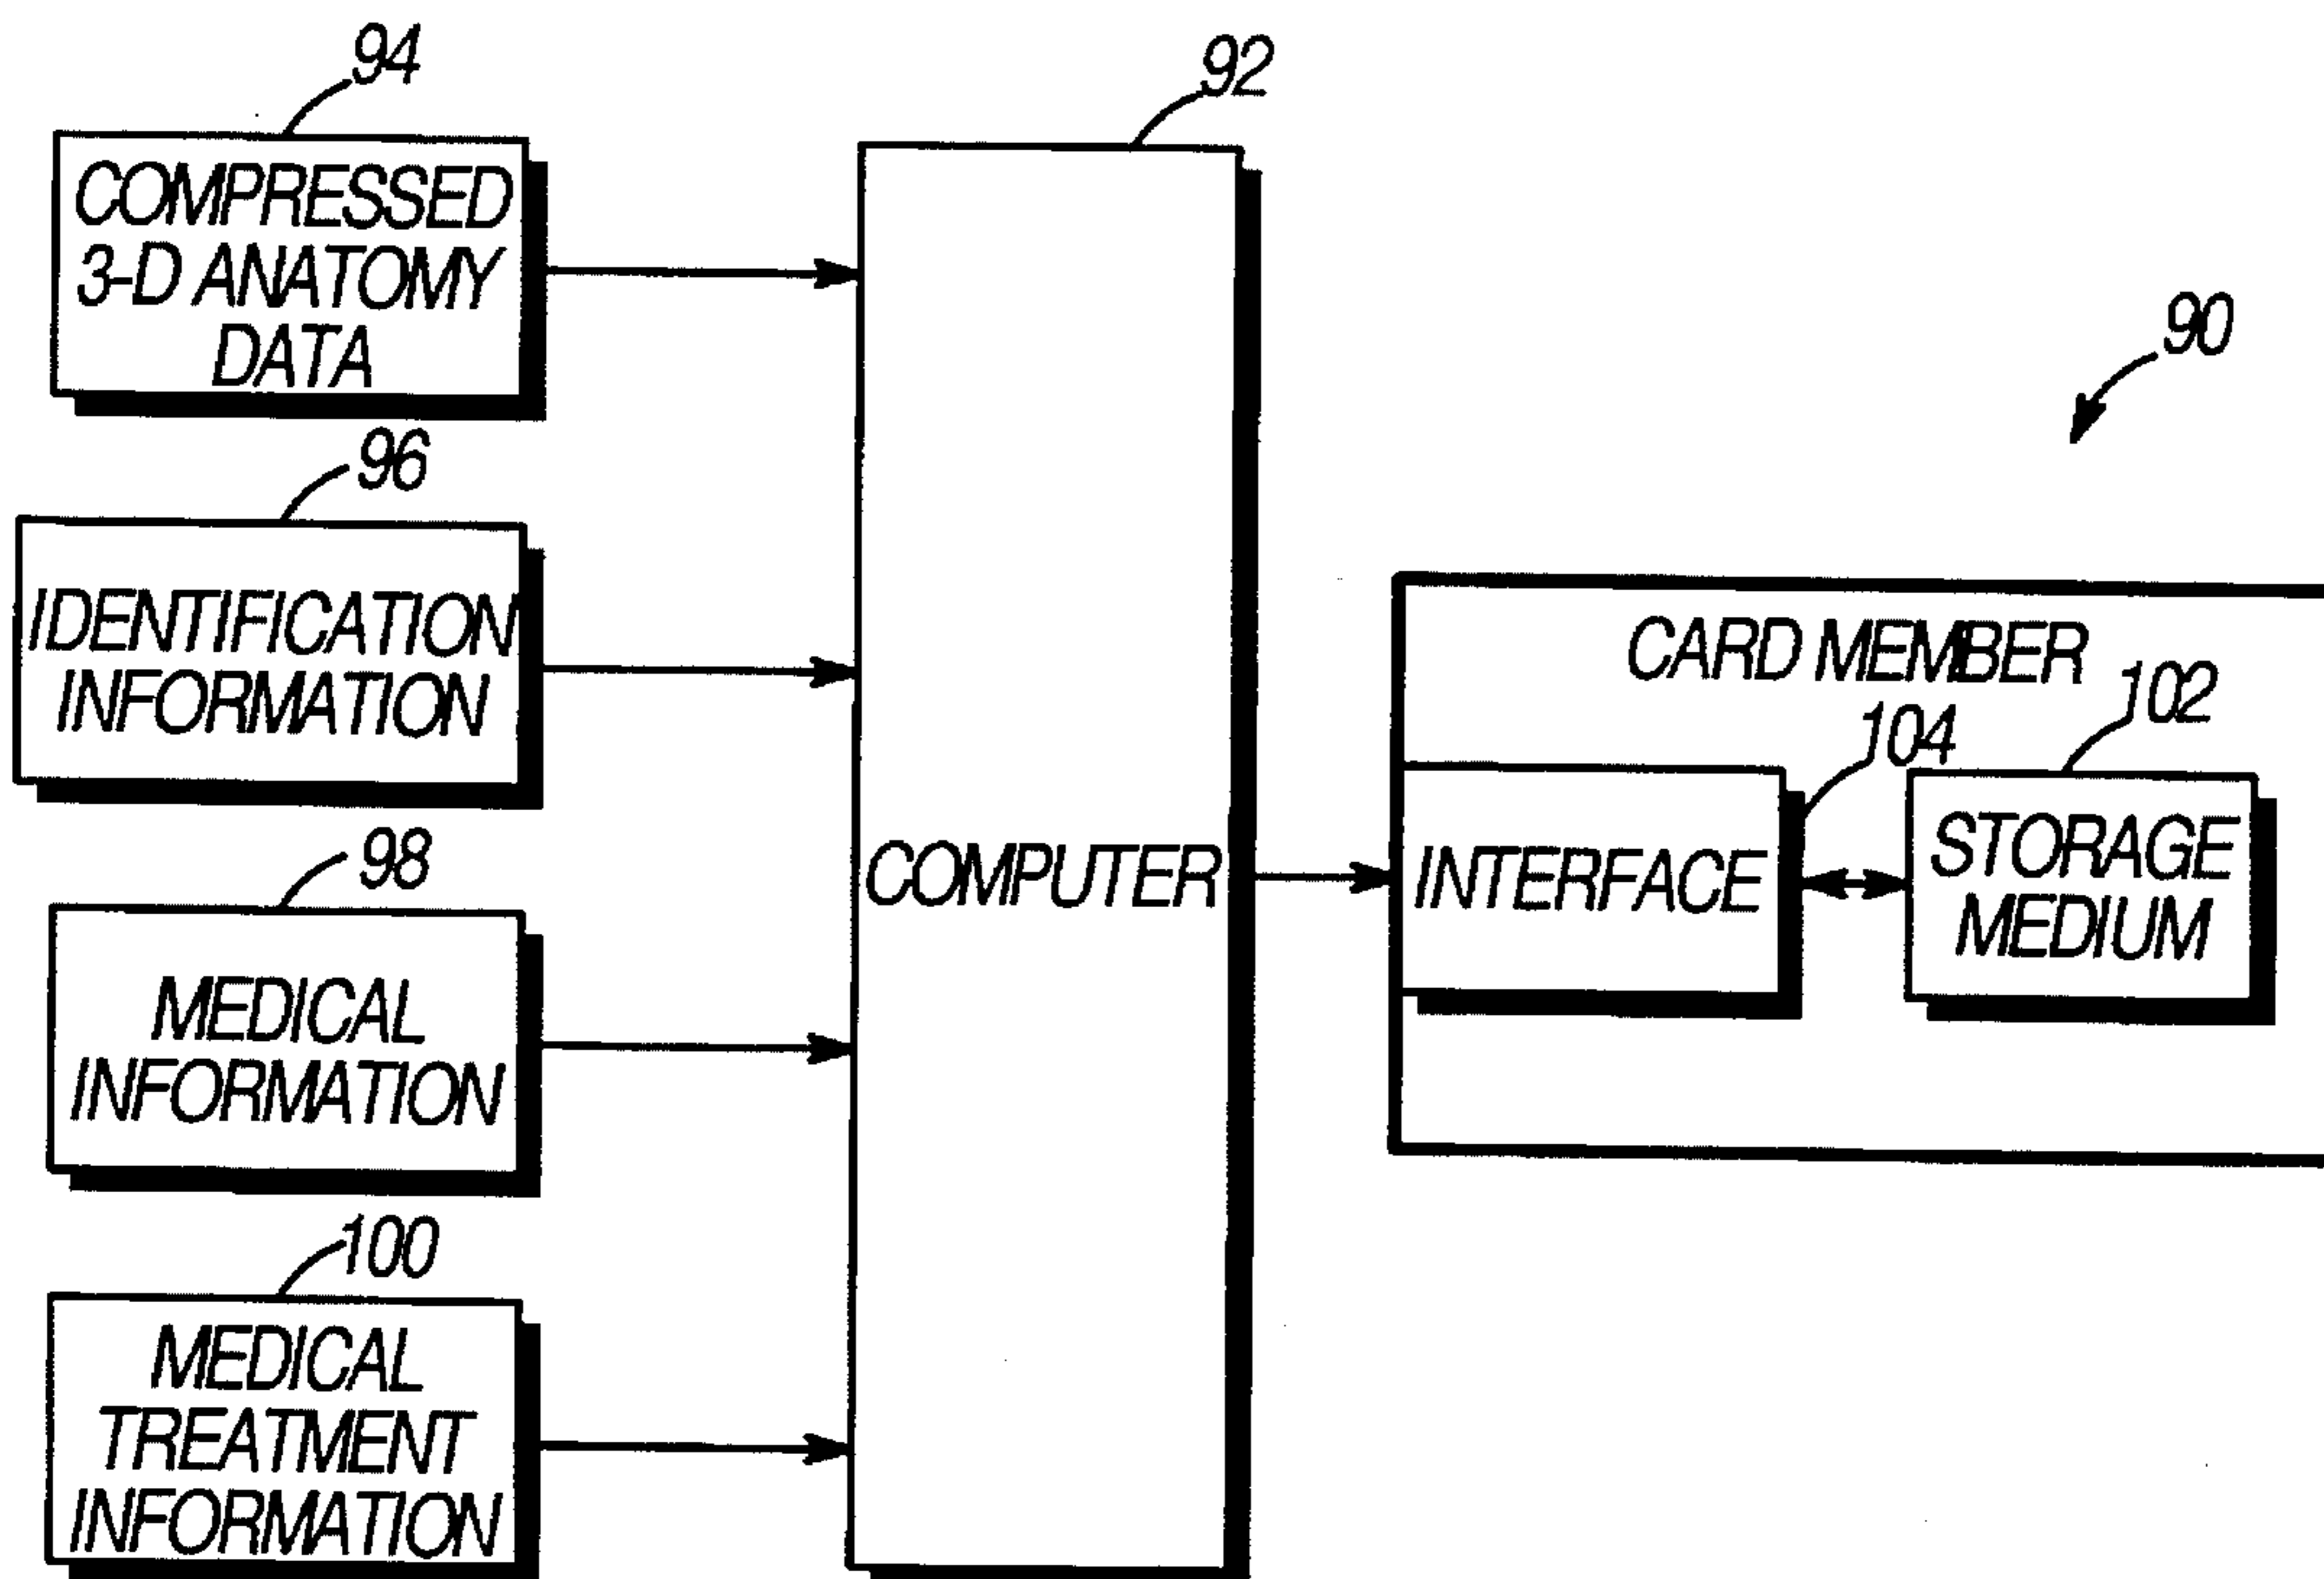 94
COMPRESSED
3-D ANATOMY
DATA
96
IDENTIFICATION
INFORMATION
98
MEDICAL
INFORMATION
100
MEDICAL
TREATMENT
INFORMATION
92
COMPUTER
90
CARD MEMBER
104
INTERFACE
102
STORAGE
MEDIUM